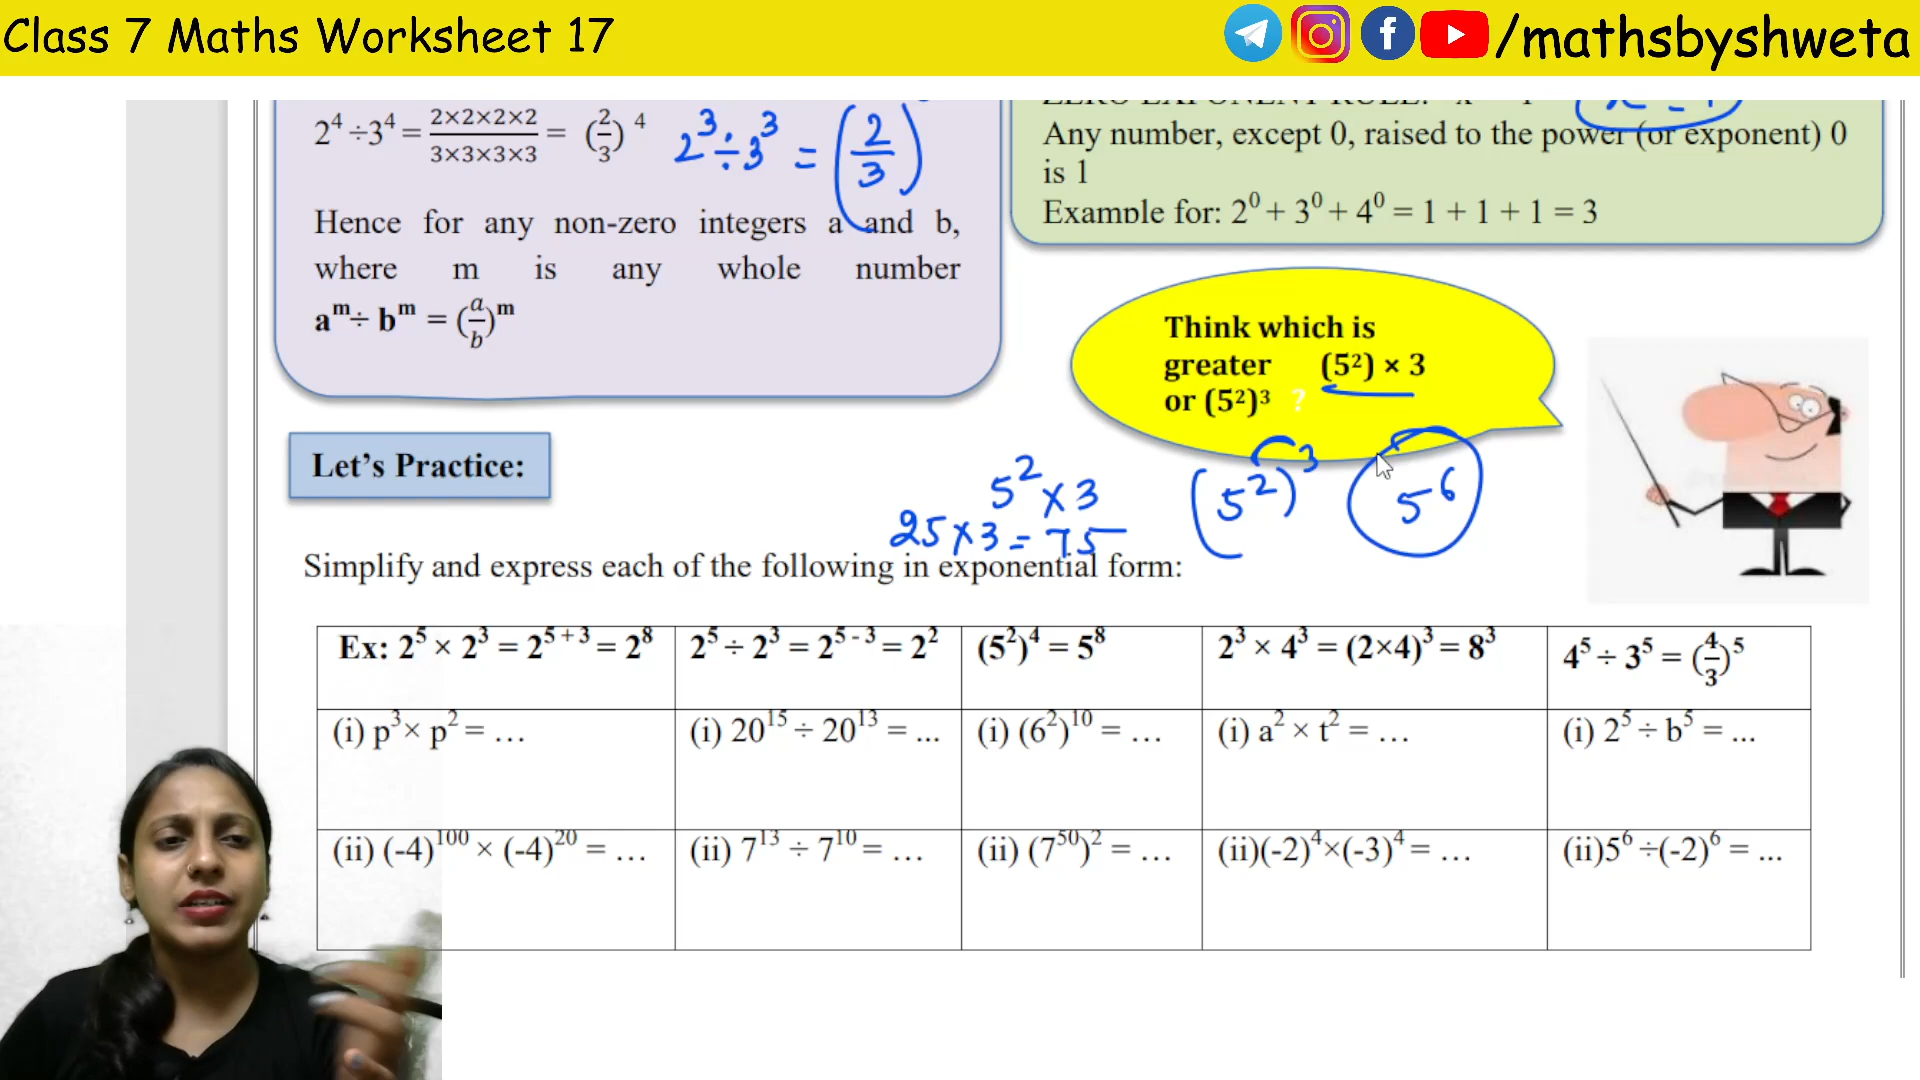 Class 7 Maths Worksheet 17
/mathsbyshweta
2⁴ ÷3⁴ = 2×2×2×2/3×3×3×3 = (2/3) ⁴
2³ ÷ 3³ = (2/3)
Hence for any non-zero integers a and b,
where m is any whole number
aᵐ÷ bᵐ = (a/b)ᵐ
Any number, except 0, raised to the power (or exponent) 0
is 1
Example for: 2⁰ + 3⁰ + 4⁰ = 1 + 1 + 1 = 3
Think which is
greater (5²) × 3
or (5²)³ ?
Let’s Practice:
5² × 3
25 × 3 = 75
(5²)³
5⁶
Simplify and express each of the following in exponential form:
Ex: 2⁵ × 2³ = 2⁵ ⁺ ³ = 2⁸
2⁵ ÷ 2³ = 2⁵ ⁻ ³ = 2²
(5²)⁴ = 5⁸
2³ × 4³ = (2×4)³ = 8³
4⁵ ÷ 3⁵ = (4/3)⁵
(i) p³× p² = …
(i) 20¹⁵ ÷ 20¹³ = ...
(i) (6²)¹⁰ = …
(i) a² × t² = …
(i) 2⁵ ÷ b⁵ = ...
(ii) (-4)¹⁰⁰ × (-4)²⁰ = …
(ii) 7¹³ ÷ 7¹⁰ = …
(ii) (7⁵⁰)² = …
(ii)(-2)⁴×(-3)⁴ = …
(ii)5⁶ ÷(-2)⁶ = ...